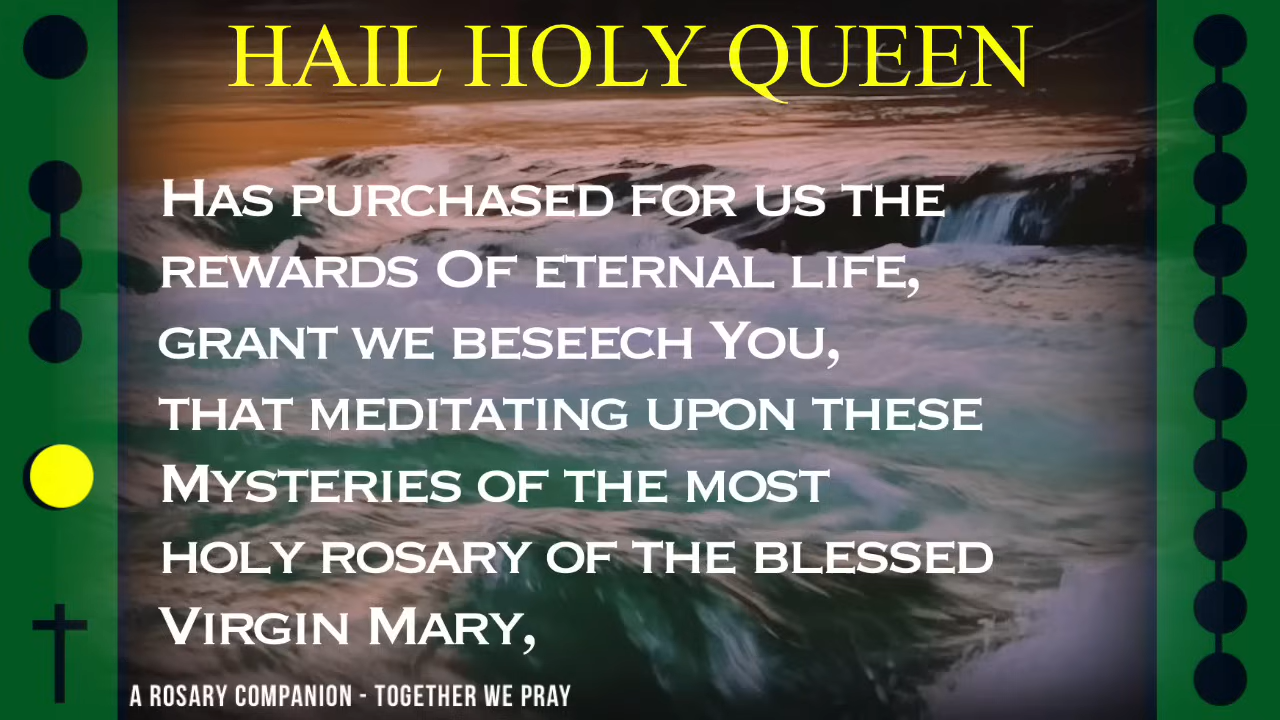 HAIL HOLY QUEEN
Has purchased for us the
rewards Of eternal life,
grant we beseech You,
that meditating upon these
Mysteries of the most
holy rosary of the blessed
Virgin Mary,
A ROSARY COMPANION - TOGETHER WE PRAY